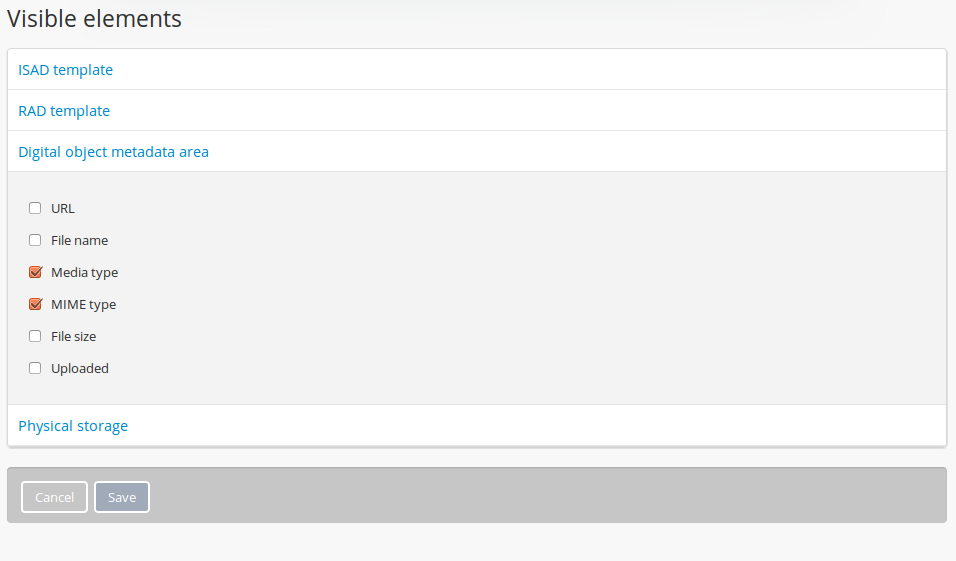 Visible elements
ISAD template
RAD template
Digital object metadata area
URL
File name
Media type
MIME type
File size
Uploaded
Physical storage
Cancel Save